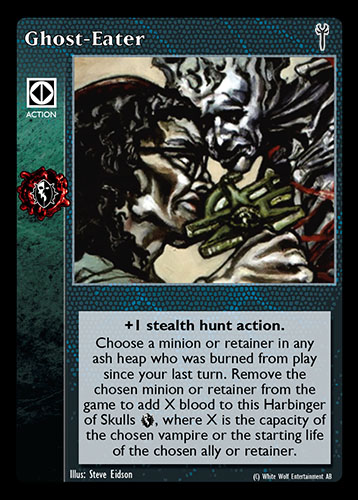 Ghost-Eater
ACTION
+1 stealth hunt action.
Choose a minion or retainer in any
ash heap who was burned from play
since your last turn. Remove the
chosen minion or retainer from the
game to add X blood to this Harbinger
of Skulls , where X is the capacity of
the chosen vampire or the starting life
of the chosen ally or retainer.
Illus: Steve Eidson
(C) White Wolf Entertainment AB